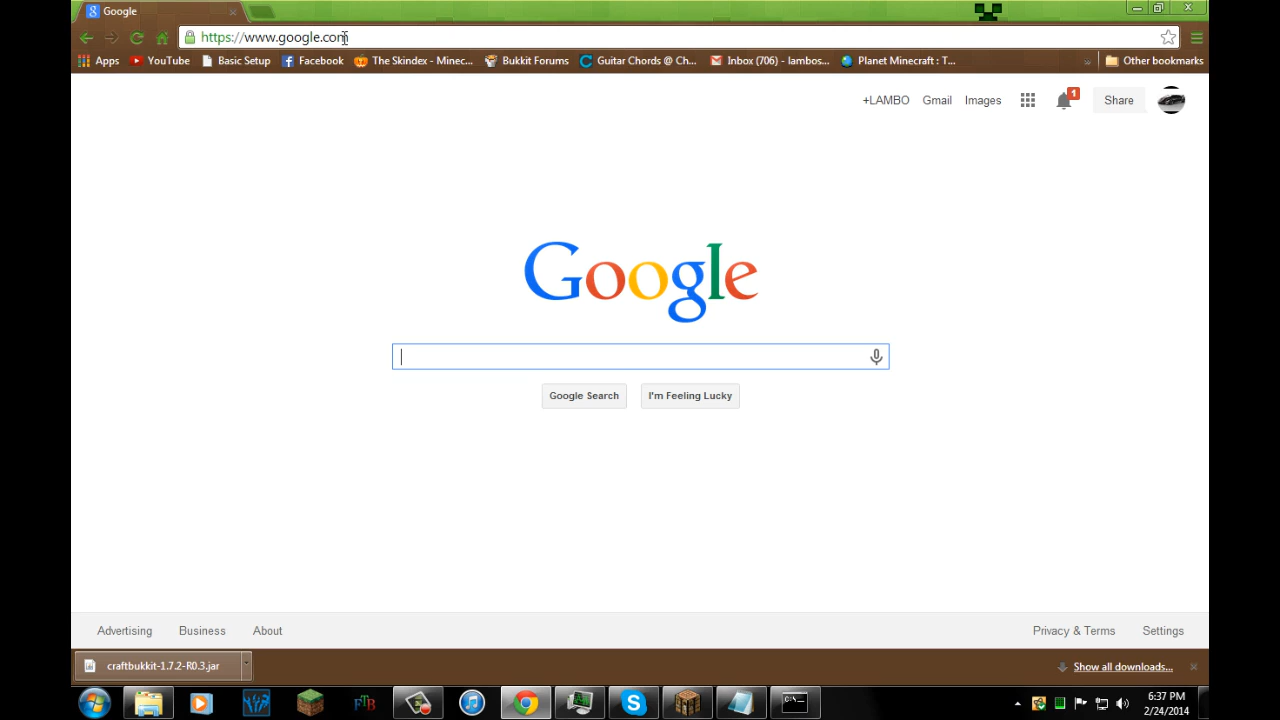 Google
https://www.google.com
Apps YouTube Basic Setup Facebook The Skindex - Minec... Bukkit Forums Guitar Chords @ Ch... Inbox (706) - lambos... Planet Minecraft : T... » Other bookmarks
+LAMBO Gmail Images 1 Share
Google
Google Search I'm Feeling Lucky
Advertising Business About Privacy & Terms Settings
craftbukkit-1.7.2-R0.3.jar Show all downloads...
FTB C:\
6:37 PM
2/24/2014